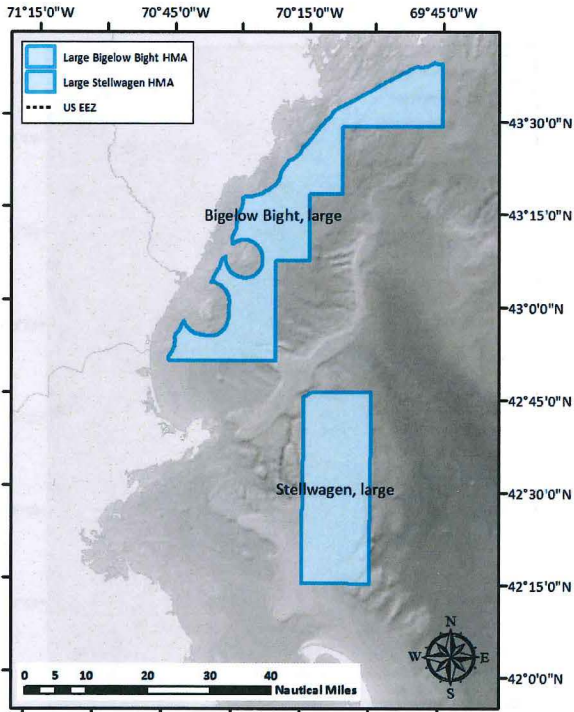 71°15'0"W 70°45'0"W 70°15'0"W 69°45'0"W
Large Bigelow Bight HMA
Large Stellwagen HMA
US EEZ
43°30'0"N
43°15'0"N
Bigelow Bight, large
43°0'0"N
42°45'0"N
Stellwagen, large
42°30'0"N
42°15'0"N
N
W E
S
42°0'0"N
0 5 10 20 30 40
Nautical Miles